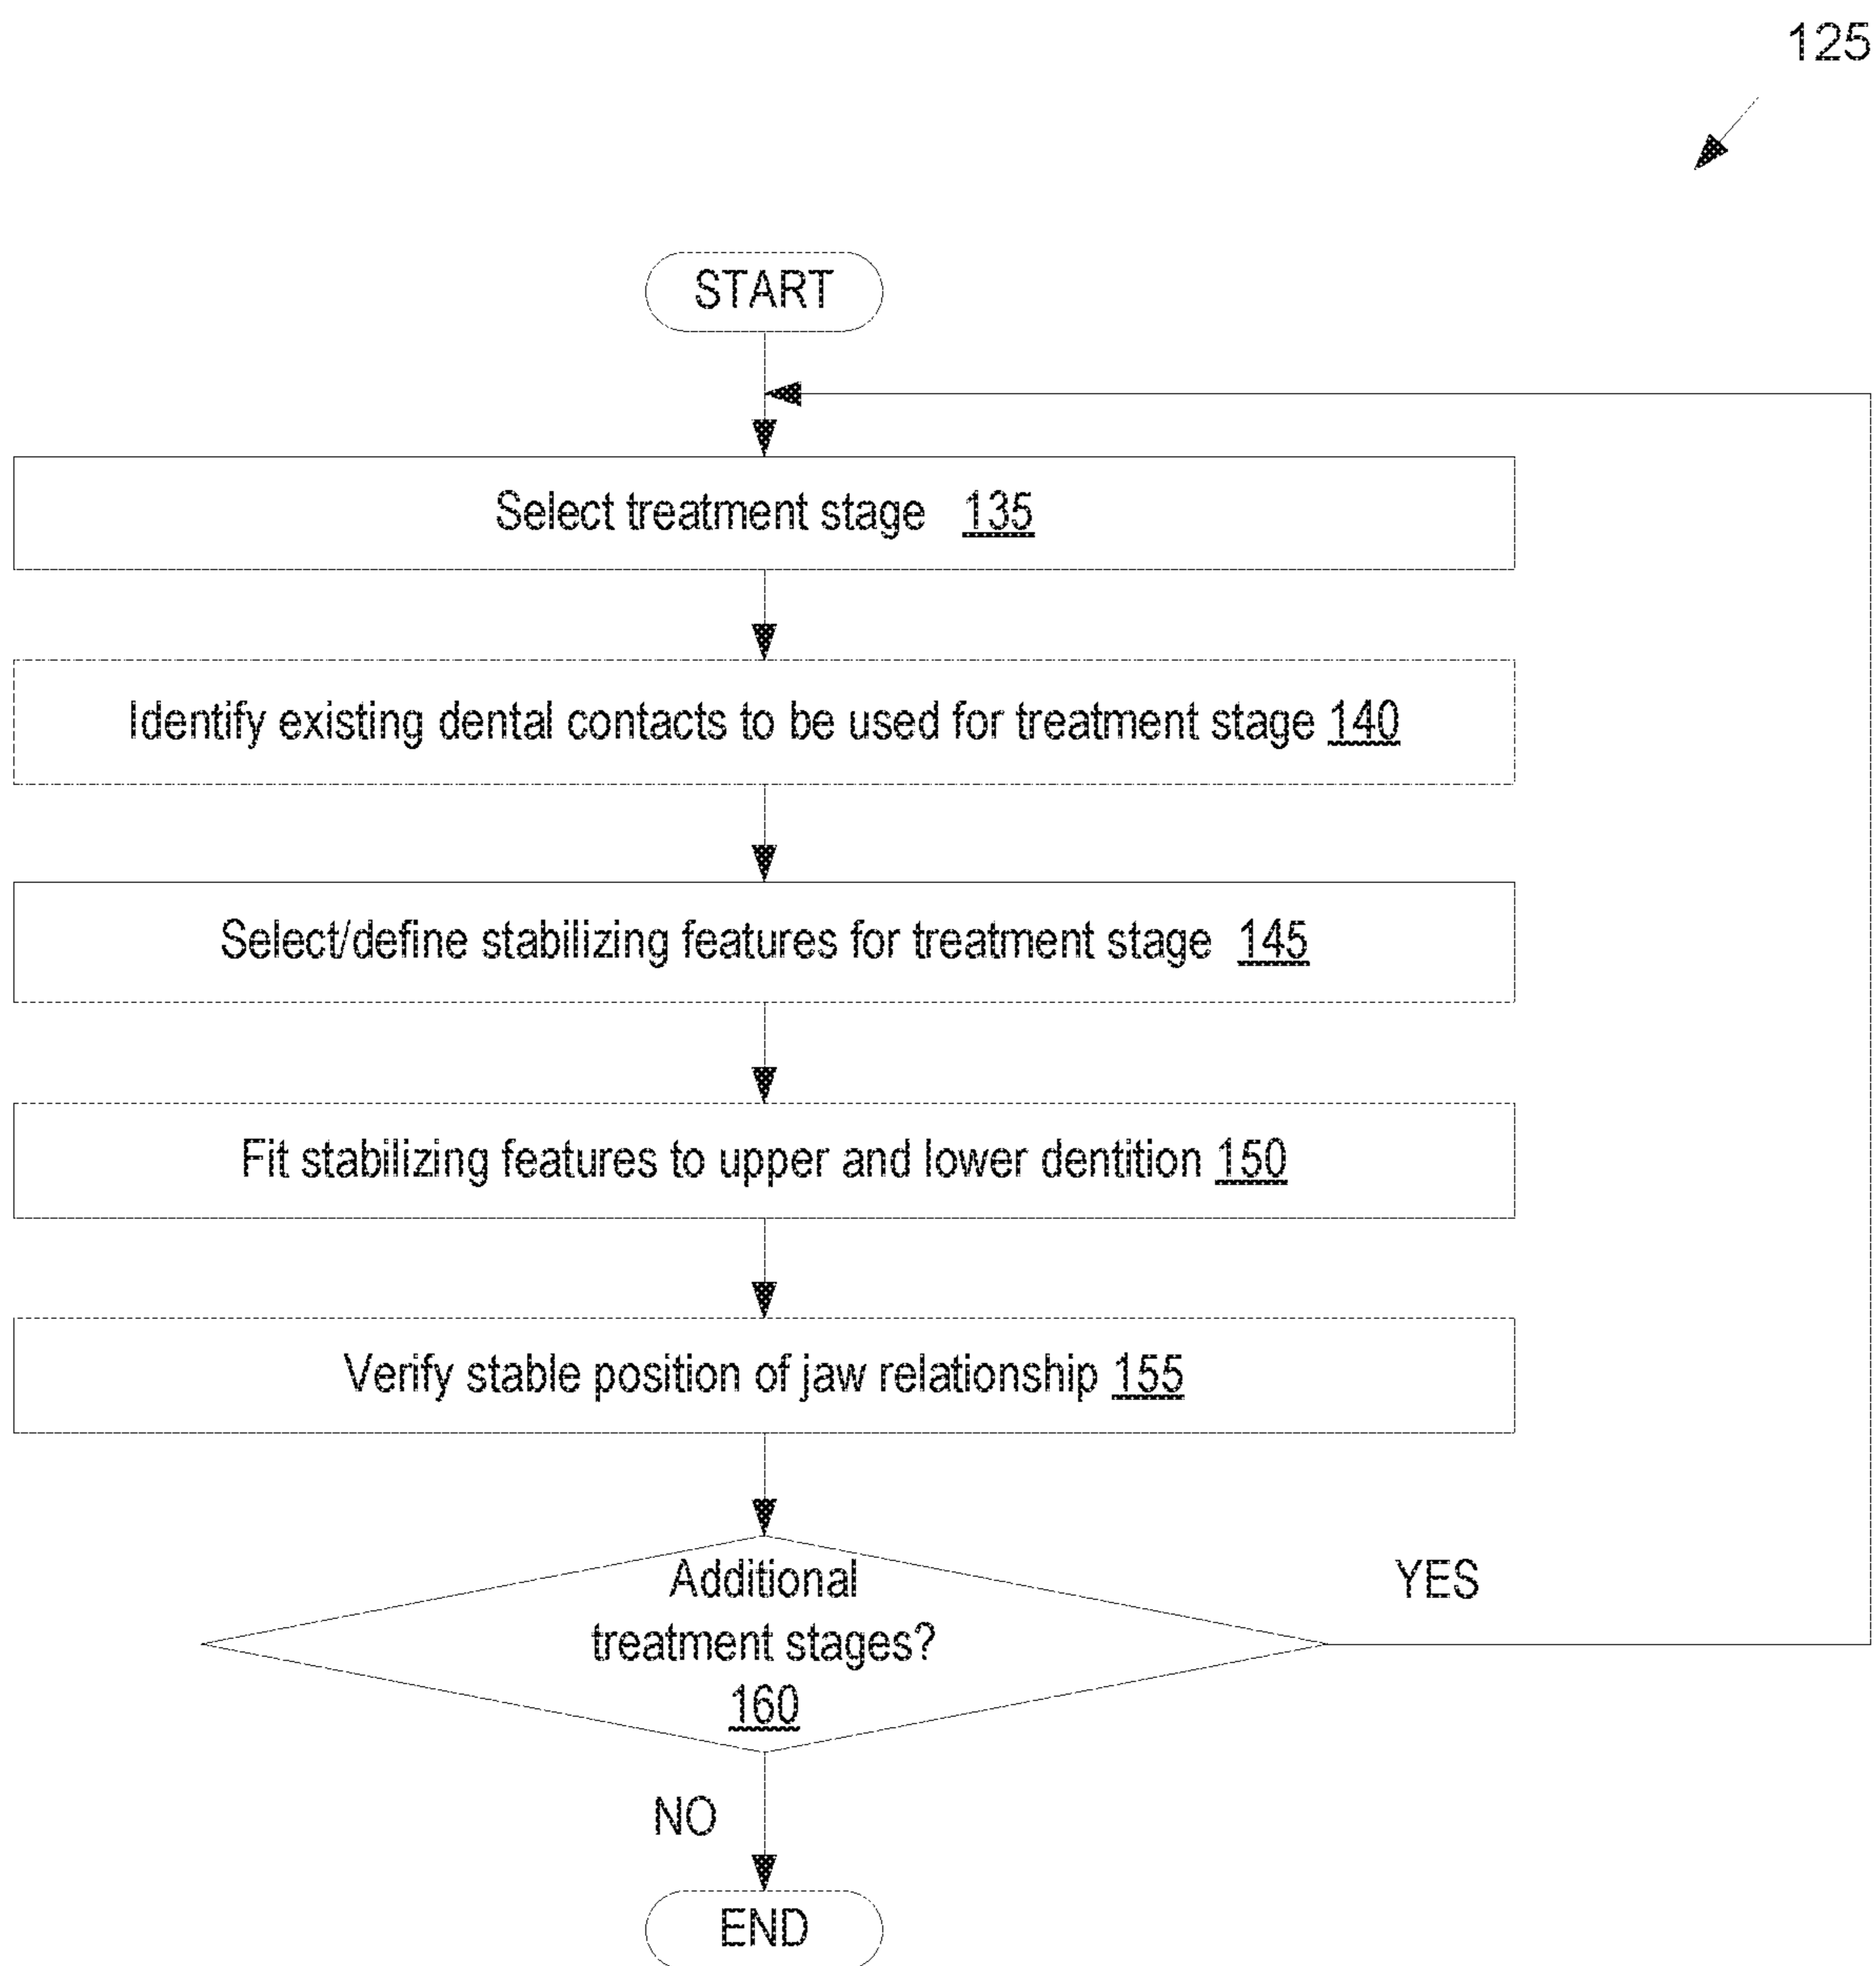 125
START
Select treatment stage 135
Identify existing dental contacts to be used for treatment stage 140
Select/define stabilizing features for treatment stage 145
Fit stabilizing features to upper and lower dentition 150
Verify stable position of jaw relationship 155
Additional
treatment stages?
160
YES
NO
END